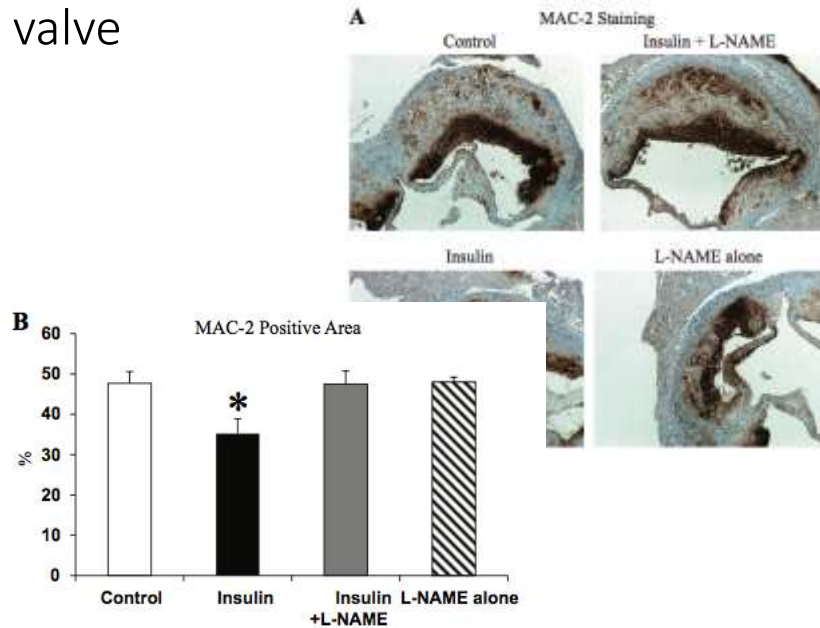 valve
A
MAC-2 Staining
Control
Insulin + L-NAME
Insulin
L-NAME alone
B
MAC-2 Positive Area
60
50
40
30
20
10
0
%
*
Control
Insulin
Insulin
+L-NAME
L-NAME alone